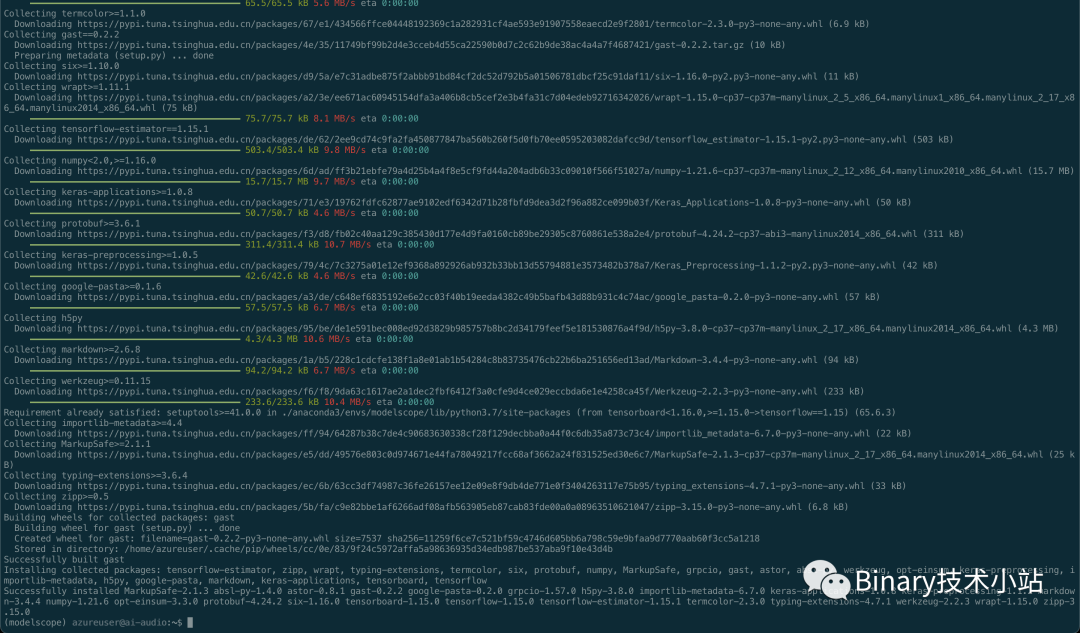 65.5/65.5 kB 5.6 MB/s eta 0:00:00
Collecting termcolor>=1.1.0
Downloading https://pypi.tuna.tsinghua.edu.cn/packages/67/e1/434566ffce04448192369c1a282931cf4ae593e91907558eaecd2e9f2801/termcolor-2.3.0-py3-none-any.whl (6.9 kB)
Collecting gast==0.2.2
Downloading https://pypi.tuna.tsinghua.edu.cn/packages/4e/35/11749bf99b2d4e3cceb4d55ca22590b0d7c2c62b9de38ac4a4a7f4687421/gast-0.2.2.tar.gz (10 kB)
Preparing metadata (setup.py) ... done
Collecting six>=1.10.0
Downloading https://pypi.tuna.tsinghua.edu.cn/packages/d9/5a/e7c31adbe875f2abbb91bd84cf2dc52d792b5a01506781dbcf25c91daf11/six-1.16.0-py2.py3-none-any.whl (11 kB)
Collecting wrapt>=1.11.1
Downloading https://pypi.tuna.tsinghua.edu.cn/packages/a2/3e/ee671ac60945154dfa3a406b8cb5cef2e3b4fa31c7d04edeb92716342026/wrapt-1.15.0-cp37-cp37m-manylinux_2_5_x86_64.manylinux1_x86_64.manylinux_2_17_x8
6_64.manylinux2014_x86_64.whl (75 kB)
75.7/75.7 kB 8.1 MB/s eta 0:00:00
Collecting tensorflow-estimator==1.15.1
Downloading https://pypi.tuna.tsinghua.edu.cn/packages/de/62/2ee9cd74c9fa2fa450877847ba560b260f5d0fb70ee0595203082dafcc9d/tensorflow_estimator-1.15.1-py2.py3-none-any.whl (503 kB)
503.4/503.4 kB 9.8 MB/s eta 0:00:00
Collecting numpy<2.0,>=1.16.0
Downloading https://pypi.tuna.tsinghua.edu.cn/packages/6d/ad/ff3b21ebfe79a4d25b4a4f8e5cf9fd44a204adb6b33c09010f566f51027a/numpy-1.21.6-cp37-cp37m-manylinux_2_12_x86_64.manylinux2010_x86_64.whl (15.7 MB)
15.7/15.7 MB 9.7 MB/s eta 0:00:00
Collecting keras-applications>=1.0.8
Downloading https://pypi.tuna.tsinghua.edu.cn/packages/71/e3/19762fdfc62877ae9102edf6342d71b28fbfd9dea3d2f96a882ce099b03f/Keras_Applications-1.0.8-py3-none-any.whl (50 kB)
50.7/50.7 kB 4.6 MB/s eta 0:00:00
Collecting protobuf>=3.6.1
Downloading https://pypi.tuna.tsinghua.edu.cn/packages/f3/d8/fb02c40aa129c385430d177e4d9fa0160cb89be29305c8760861e538a2e4/protobuf-4.24.2-cp37-abi3-manylinux2014_x86_64.whl (311 kB)
311.4/311.4 kB 10.7 MB/s eta 0:00:00
Collecting keras-preprocessing>=1.0.5
Downloading https://pypi.tuna.tsinghua.edu.cn/packages/79/4c/7c3275a01e12ef9368a892926ab932b33bb13d55794881e3573482b378a7/Keras_Preprocessing-1.1.2-py2.py3-none-any.whl (42 kB)
42.6/42.6 kB 4.6 MB/s eta 0:00:00
Collecting google-pasta>=0.1.6
Downloading https://pypi.tuna.tsinghua.edu.cn/packages/a3/de/c648ef6835192e6e2cc03f40b19eeda4382c49b5bafb43d88b931c4c74ac/google_pasta-0.2.0-py3-none-any.whl (57 kB)
57.5/57.5 kB 6.7 MB/s eta 0:00:00
Collecting h5py
Downloading https://pypi.tuna.tsinghua.edu.cn/packages/95/be/de1e591bec008ed92d3829b985757b8bc2d34179feef5e181530876a4f9d/h5py-3.8.0-cp37-cp37m-manylinux_2_17_x86_64.manylinux2014_x86_64.whl (4.3 MB)
4.3/4.3 MB 10.6 MB/s eta 0:00:00
Collecting markdown>=2.6.8
Downloading https://pypi.tuna.tsinghua.edu.cn/packages/1a/b5/228c1cdcfe138f1a8e01ab1b54284c8b83735476cb22b6ba251656ed13ad/Markdown-3.4.4-py3-none-any.whl (94 kB)
94.2/94.2 kB 6.7 MB/s eta 0:00:00
Collecting werkzeug>=0.11.15
Downloading https://pypi.tuna.tsinghua.edu.cn/packages/f6/f8/9da63c1617ae2a1dec2fbf6412f3a0cfe9d4ce029eccbda6e1e4258ca45f/Werkzeug-2.2.3-py3-none-any.whl (233 kB)
233.6/233.6 kB 10.4 MB/s eta 0:00:00
Requirement already satisfied: setuptools>=41.0.0 in ./anaconda3/envs/modelscope/lib/python3.7/site-packages (from tensorboard<1.16.0,>=1.15.0->tensorflow==1.15) (65.6.3)
Collecting importlib-metadata>=4.4
Downloading https://pypi.tuna.tsinghua.edu.cn/packages/ff/94/64287b38c7de4c90683630338cf28f129decbba0a44f0c6db35a873c73c4/importlib_metadata-6.7.0-py3-none-any.whl (22 kB)
Collecting MarkupSafe>=2.1.1
Downloading https://pypi.tuna.tsinghua.edu.cn/packages/e5/dd/49576e803c0d974671e44fa78049217fcc68af3662a24f831525ed30e6c7/MarkupSafe-2.1.3-cp37-cp37m-manylinux_2_17_x86_64.manylinux2014_x86_64.whl (25 k
B)
Collecting typing-extensions>=3.6.4
Downloading https://pypi.tuna.tsinghua.edu.cn/packages/ec/6b/63cc3df74987c36fe26157ee12e09e8f9db4de771e0f3404263117e75b95/typing_extensions-4.7.1-py3-none-any.whl (33 kB)
Collecting zipp>=0.5
Downloading https://pypi.tuna.tsinghua.edu.cn/packages/5b/fa/c9e82bbe1af6266adf08afb563905eb87cab83fde00a0a08963510621047/zipp-3.15.0-py3-none-any.whl (6.8 kB)
Building wheels for collected packages: gast
Building wheel for gast (setup.py) ... done
Created wheel for gast: filename=gast-0.2.2-py3-none-any.whl size=7537 sha256=11259f6ce7c521bf59c4746d605bb6a798c59e9bfaa9d7770aab60f3cc5a1218
Stored in directory: /home/azureuser/.cache/pip/wheels/cc/0e/83/9f24c5972affa5a98636935d34edb987be537aba9f10e43d4b
Successfully built gast
Installing collected packages: tensorflow-estimator, zipp, wrapt, typing-extensions, termcolor, six, protobuf, numpy, MarkupSafe, grpcio, gast, astor, werkzeug, opt-einsum, keras-preprocessing, i
mportlib-metadata, h5py, google-pasta, markdown, keras-applications, tensorboard, tensorflow
Successfully installed MarkupSafe-2.1.3 absl-py-1.4.0 astor-0.8.1 gast-0.2.2 google-pasta-0.2.0 grpcio-1.57.0 h5py-3.8.0 importlib-metadata-6.7.0 markdow
n-3.4.4 numpy-1.21.6 opt-einsum-3.3.0 protobuf-4.24.2 six-1.16.0 tensorboard-1.15.0 tensorflow-1.15.0 tensorflow-estimator-1.15.1 termcolor-2.3.0 typing-extensions-4.7.1 werkzeug-2.2.3 wrapt-1.15.0 zipp-3
.15.0
(modelscope) azureuser@ai-audio:~$
Binary技术小站